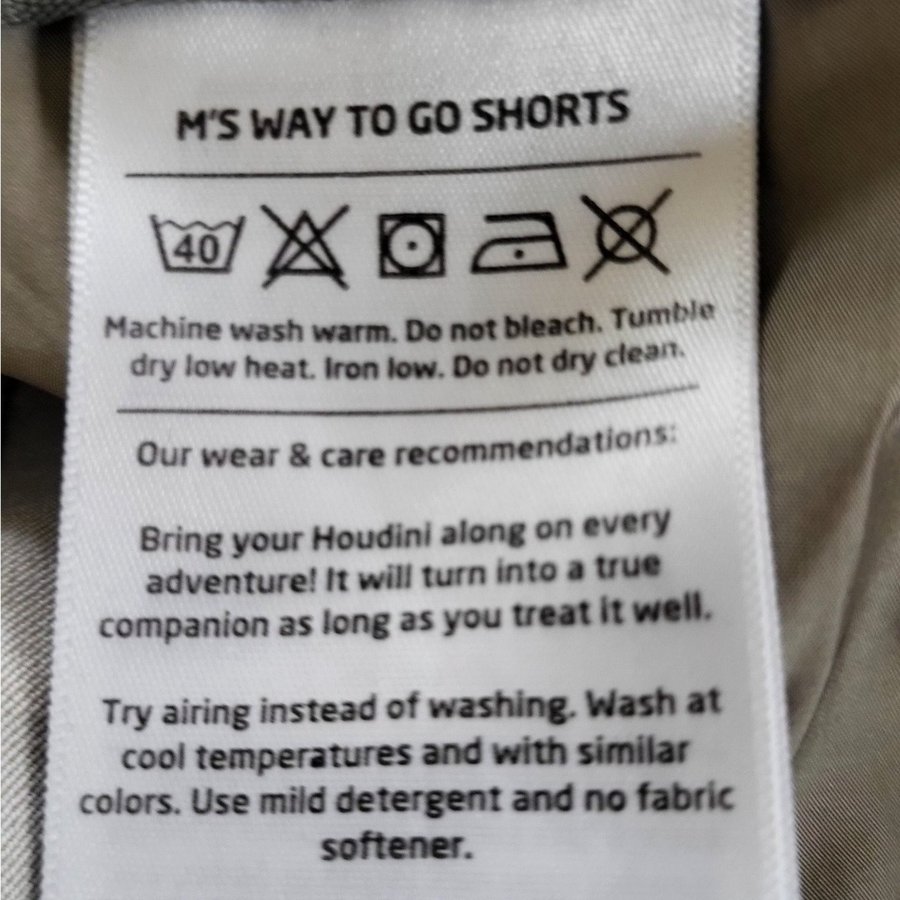 M'S WAY TO GO SHORTS
40
Machine wash warm. Do not bleach. Tumble
dry low heat. Iron low. Do not dry clean.
Our wear & care recommendations:
Bring your Houdini along on every
adventure! It will turn into a true
companion as long as you treat it well.
Try airing instead of washing. Wash at
cool temperatures and with similar
colors. Use mild detergent and no fabric
softener.